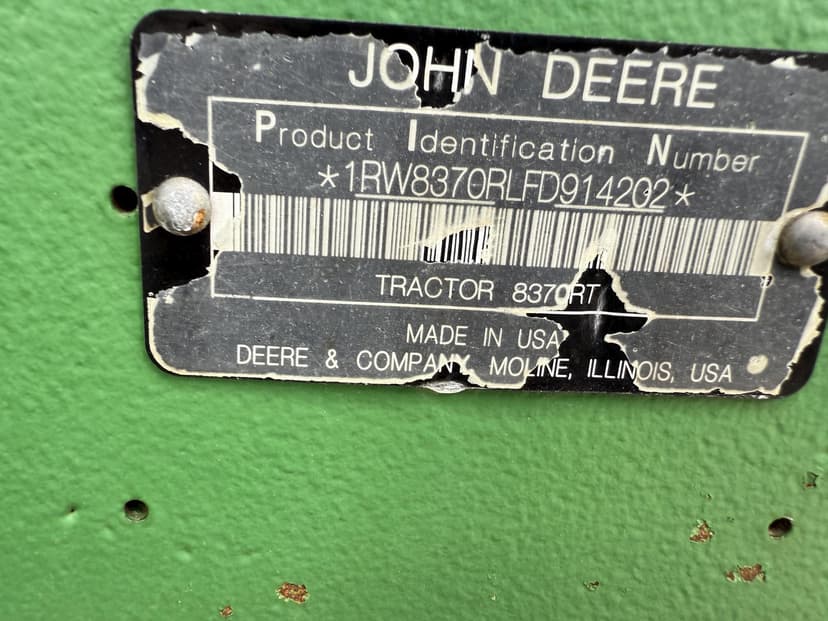 JOHN DEERE
Product Identification Number
*1RW8370RLFD914202*
TRACTOR 8370RT
MADE IN USA
DEERE & COMPANY MOLINE, ILLINOIS, USA